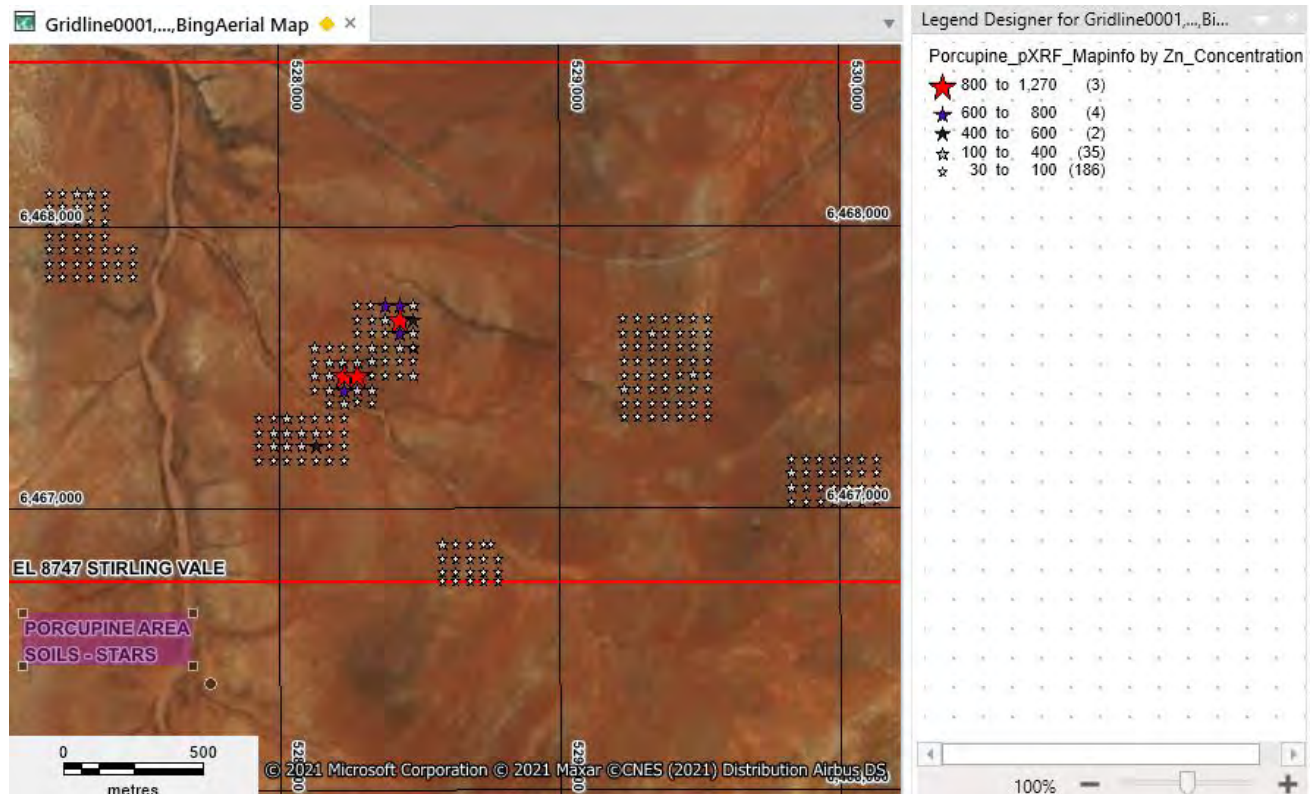 Gridline0001,...,BingAerial Map
Legend Designer for Gridline0001,,,Bi...
Porcupine_pXRF_Mapinfo by Zn_Concentration
800 to 1,270 (3)
600 to 800 (4)
400 to 600 (2)
100 to 400 (35)
30 to 100 (186)
528,000
529,000
530,000
6,468,000
6,468,000
6,467,000
6,467,000
EL 8747 STIRLING VALE
PORCUPINE AREA
SOILS - STARS
0 500
metres
© 2021 Microsoft Corporation © 2021 Maxar ©CNES (2021) Distribution Airbus DS
100%